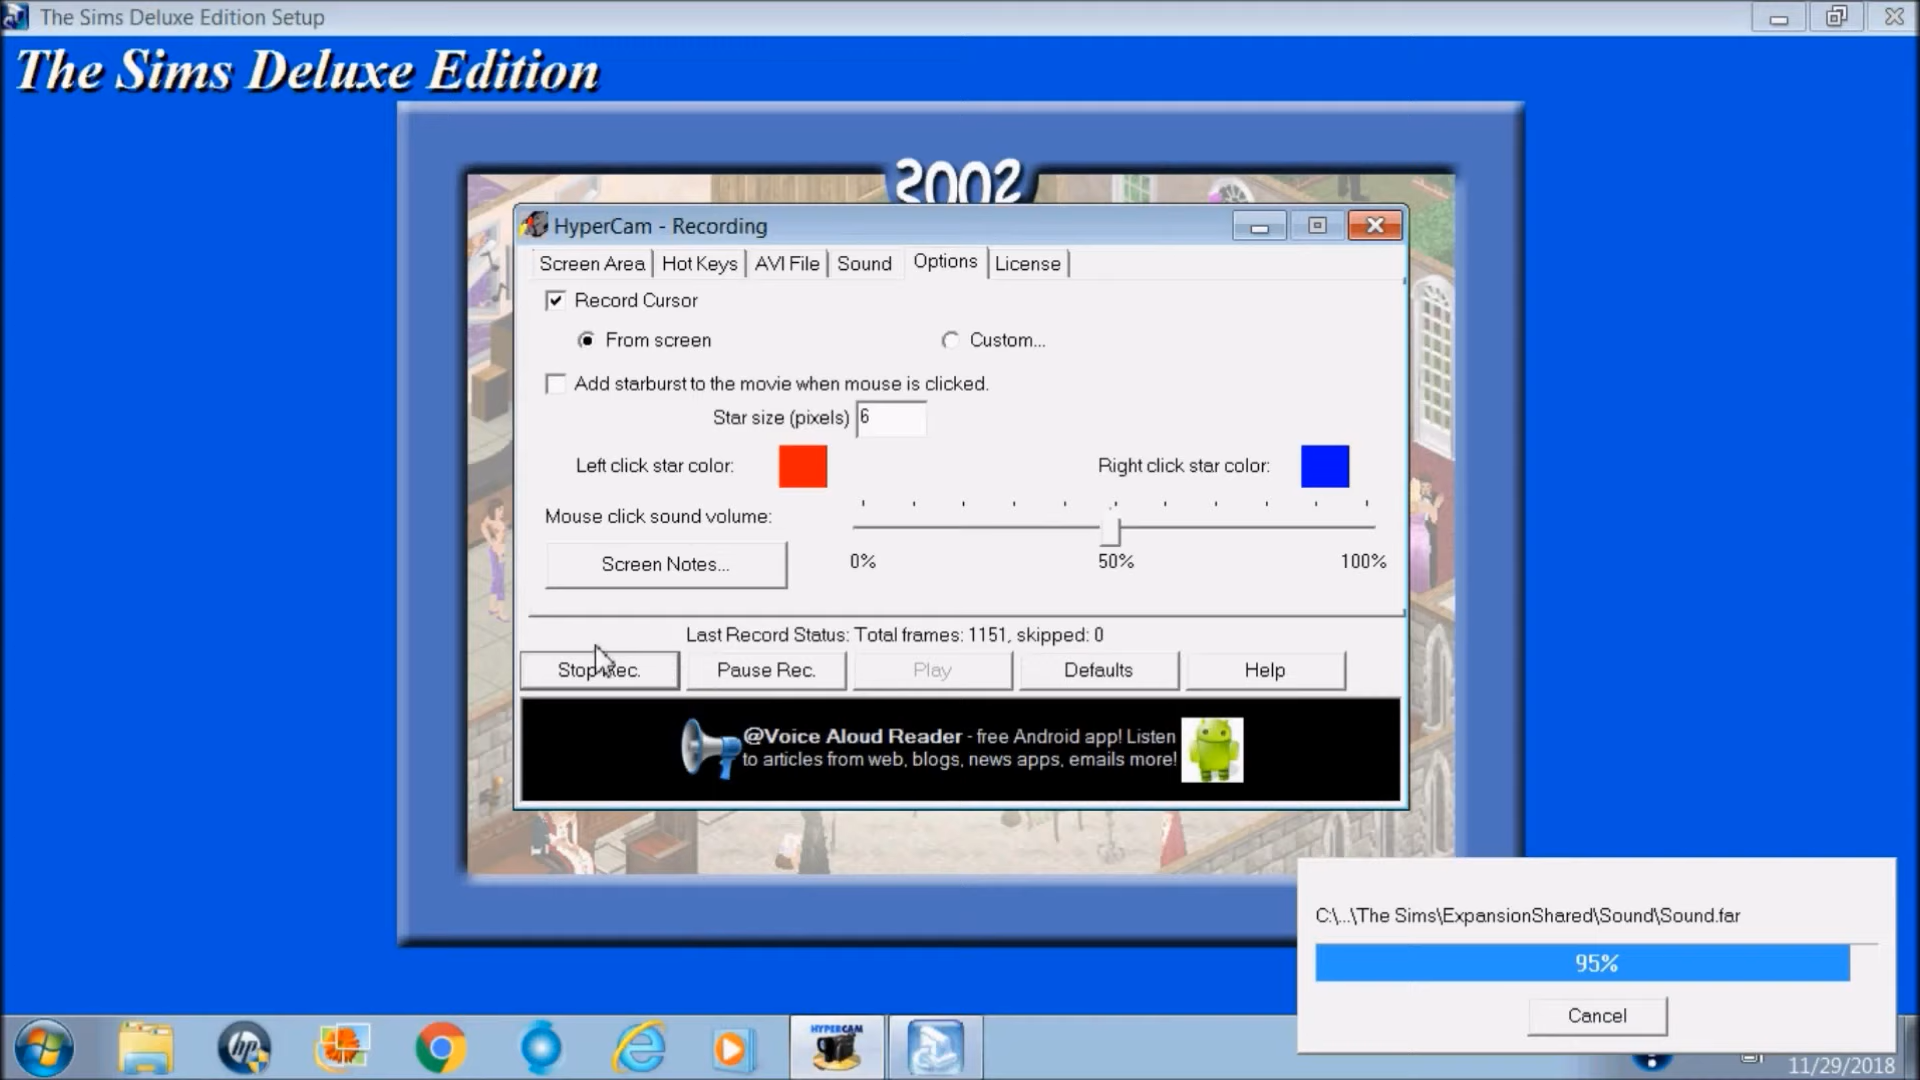 The Sims Deluxe Edition Setup
The Sims Deluxe Edition
2002
HyperCam - Recording
Screen Area Hot Keys AVI File Sound Options License
Record Cursor
From screen Custom...
Add starburst to the movie when mouse is clicked.
Star size (pixels) 6
Left click star color: Right click star color:
Mouse click sound volume:
0% 50% 100%
Screen Notes...
Last Record Status: Total frames: 1151, skipped: 0
Stop Rec. Pause Rec. Play Defaults Help
@Voice Aloud Reader - free Android app! Listen
to articles from web, blogs, news apps, emails more!
C:\...\The Sims\ExpansionShared\Sound\Sound.far
95%
Cancel
hp
HYPERCAM
11/29/2018